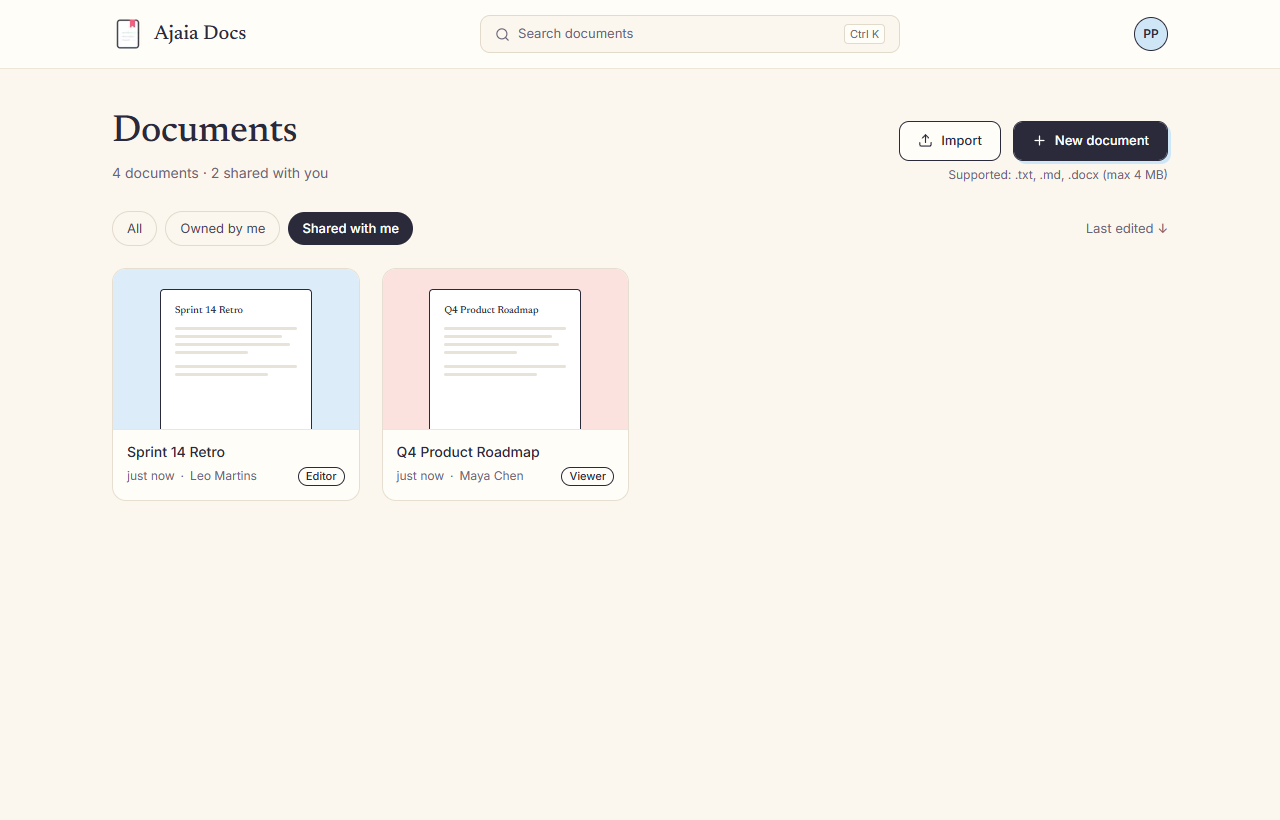 Ajaia Docs
Search documents
Ctrl K
PP
Documents
4 documents · 2 shared with you
Import
New document
Supported: .txt, .md, .docx (max 4 MB)
All
Owned by me
Shared with me
Last edited ↓
Sprint 14 Retro
Sprint 14 Retro
just now · Leo Martins
Editor
Q4 Product Roadmap
Q4 Product Roadmap
just now · Maya Chen
Viewer